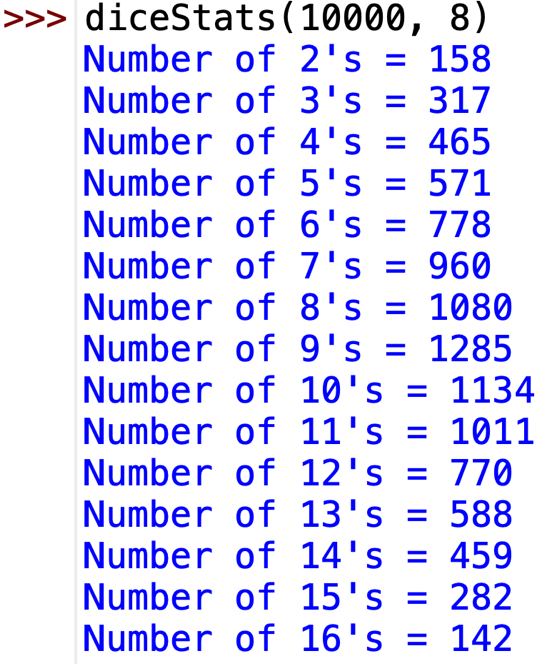 >>> diceStats(10000, 8)
Number of 2's = 158
Number of 3's = 317
Number of 4's = 465
Number of 5's = 571
Number of 6's = 778
Number of 7's = 960
Number of 8's = 1080
Number of 9's = 1285
Number of 10's = 1134
Number of 11's = 1011
Number of 12's = 770
Number of 13's = 588
Number of 14's = 459
Number of 15's = 282
Number of 16's = 142